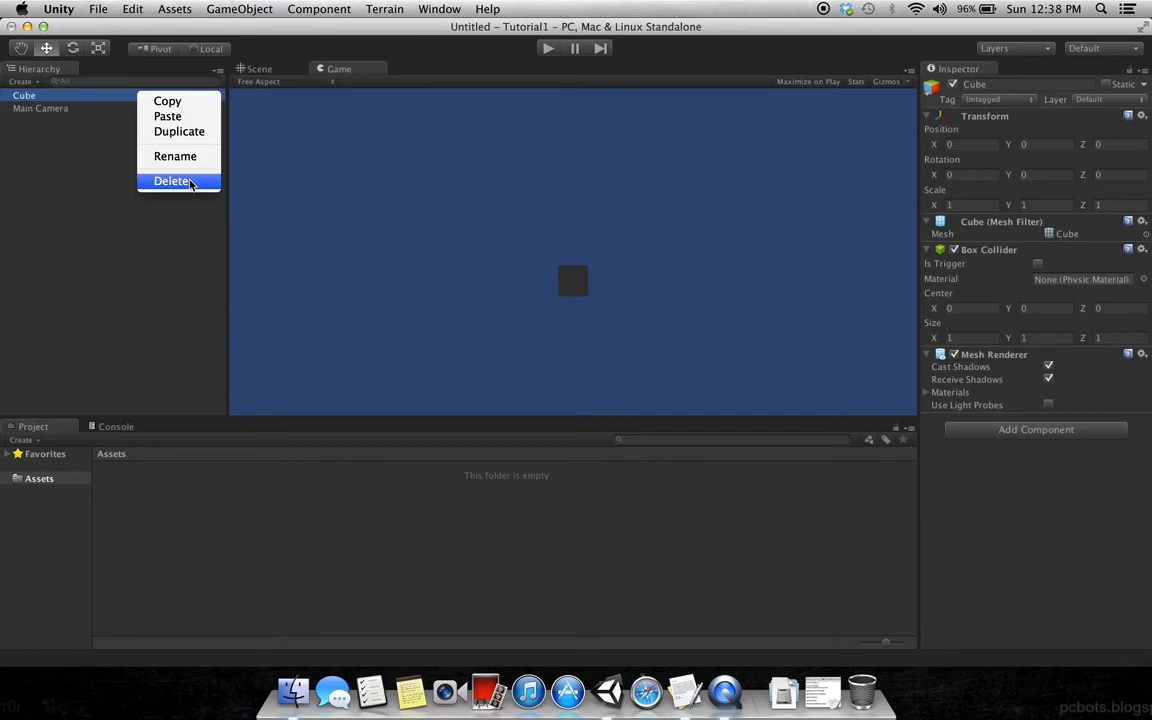 Unity File Edit Assets GameObject Component Terrain Window Help 96% Sun 12:38 PM
Untitled - Tutorial1 - PC, Mac & Linux Standalone
Pivot Local Layers Default
Hierarchy
Create All
Cube
Main Camera
Copy
Paste
Duplicate
Rename
Delete
Scene Game
Free Aspect Maximize on Play Stats Gizmos
Inspector
Cube Static
Tag Untagged Layer Default
Transform
Position
X 0 Y 0 Z 0
Rotation
X 0 Y 0 Z 0
Scale
X 1 Y 1 Z 1
Cube (Mesh Filter)
Mesh Cube
Box Collider
Is Trigger
Material None (Physic Material)
Center
X 0 Y 0 Z 0
Size
X 1 Y 1 Z 1
Mesh Renderer
Cast Shadows
Receive Shadows
Materials
Use Light Probes
Add Component
Project Console
Create
Favorites
Assets
Assets
This folder is empty
pcbots.blogs